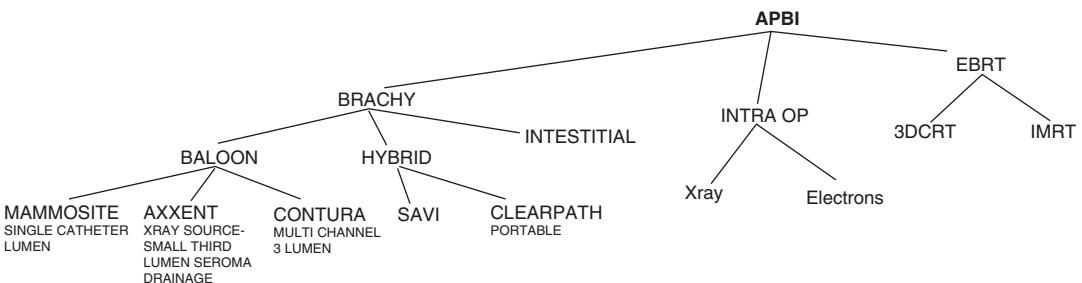 APBI
EBRT
BRACHY
INTRA OP
3DCRT
IMRT
INTESTITIAL
BALOON
HYBRID
Xray
Electrons
MAMMOSITE
SINGLE CATHETER
LUMEN
AXXENT
XRAY SOURCE-
SMALL THIRD
LUMEN SEROMA
DRAINAGE
CONTURA
MULTI CHANNEL
3 LUMEN
SAVI
CLEARPATH
PORTABLE